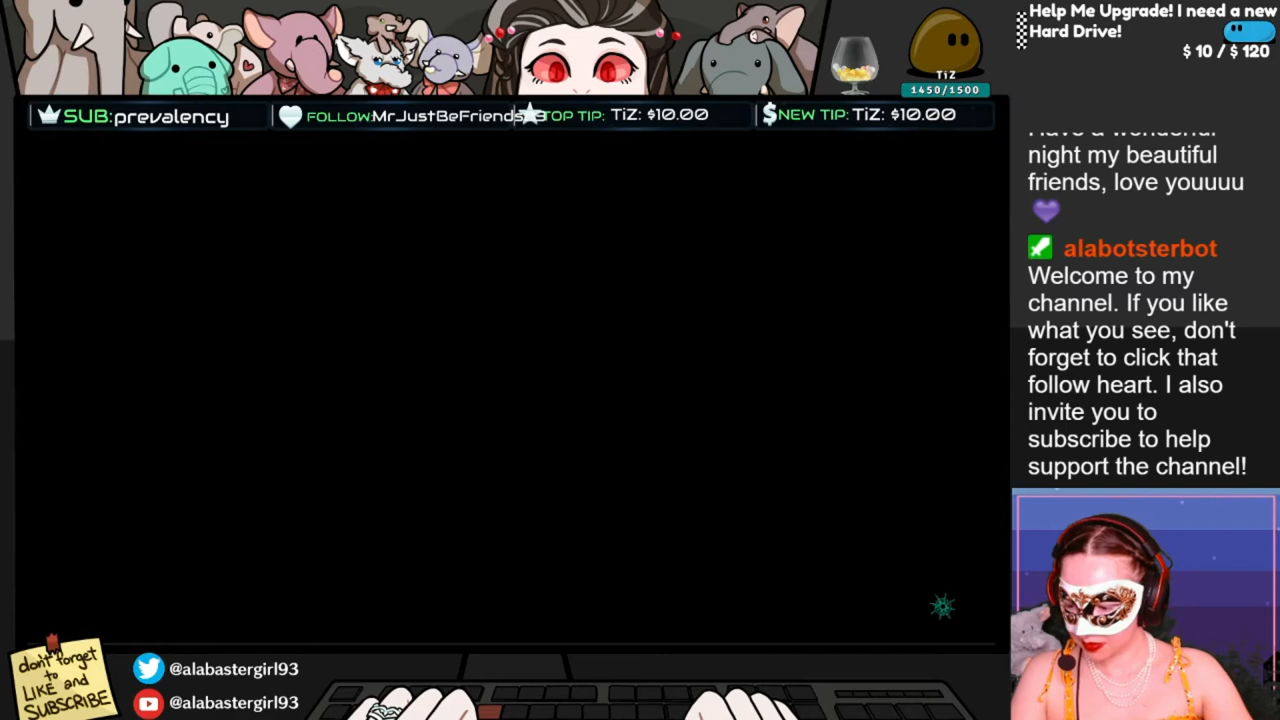 Help Me Upgrade! I need a new
Hard Drive!
$ 10 / $ 120
TiZ
1450/1500
SUB:prevalency
FOLLOW:MrJustBeFriends
TOP TIP: TiZ: $10.00
NEW TIP: TiZ: $10.00
Have a wonderful
night my beautiful
friends, love youuuu
alabotsterbot
Welcome to my
channel. If you like
what you see, don't
forget to click that
follow heart. I also
invite you to
subscribe to help
support the channel!
don't forget
to
LIKE and
SUBSCRIBE
@alabastergirl93
@alabastergirl93